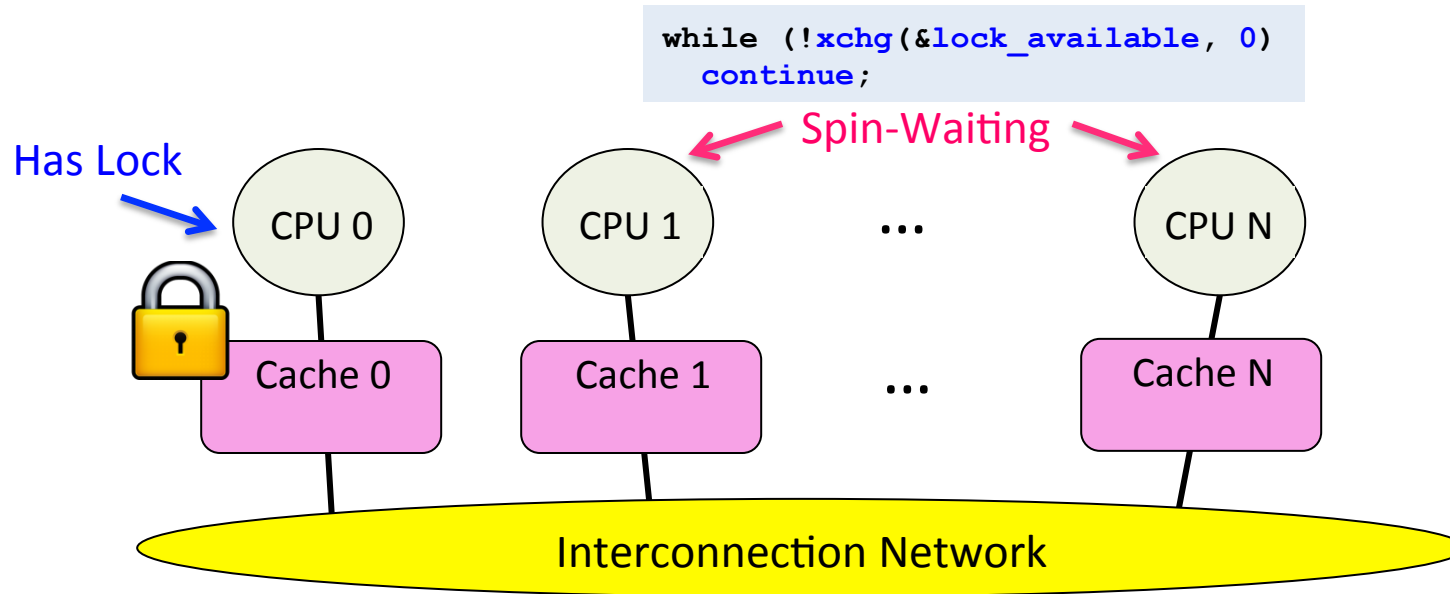 while (!xchg(&lock_available, 0)
continue;
Spin-Waiting
Has Lock
CPU 0
CPU 1
...
CPU N
Cache 0
Cache 1
...
Cache N
Interconnection Network